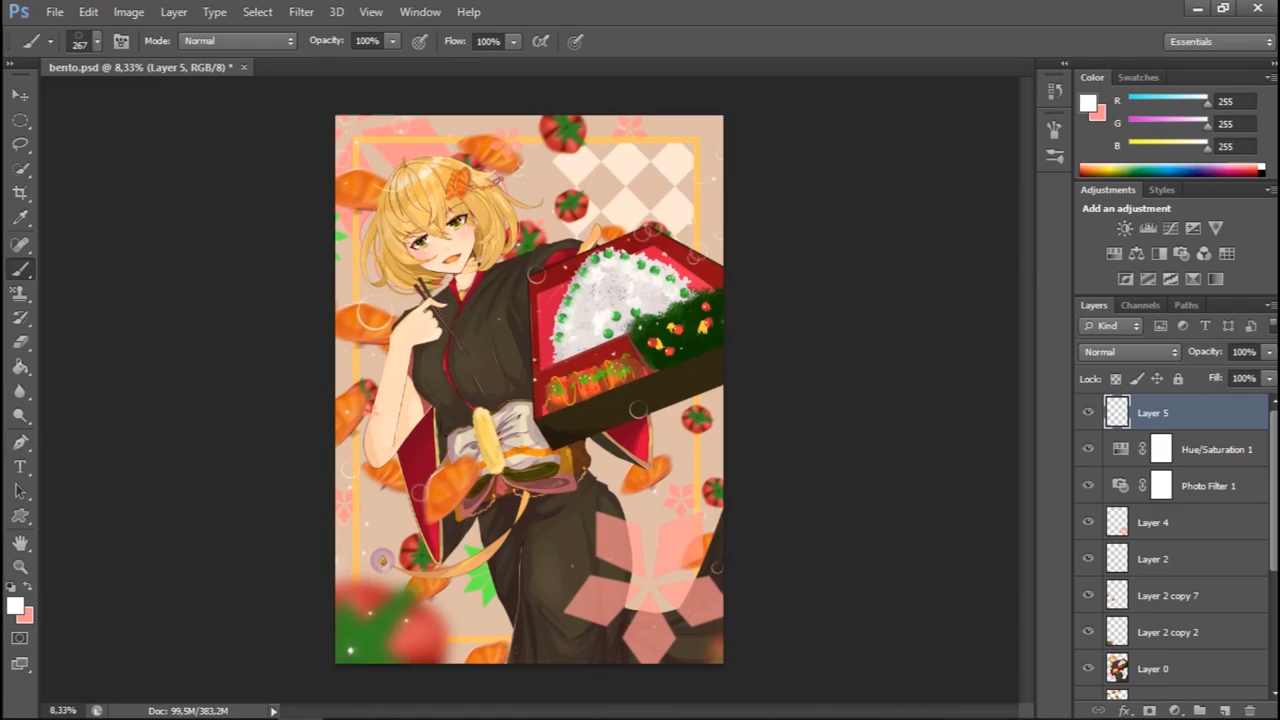 Ps File Edit Image Layer Type Select Filter 3D View Window Help
267 Mode: Normal Opacity: 100% Flow: 100% Essentials
bento.psd @ 8,33% (Layer 5, RGB/8) * ×
Color Swatches
R 255
G 255
B 255
Adjustments Styles
Add an adjustment
Layers Channels Paths
Kind
Normal Opacity: 100%
Lock: Fill: 100%
Layer 5
Hue/Saturation 1
Photo Filter 1
Layer 4
Layer 2
Layer 2 copy 7
Layer 2 copy 2
Layer 0
8,33% Doc: 99,5M/383,2M